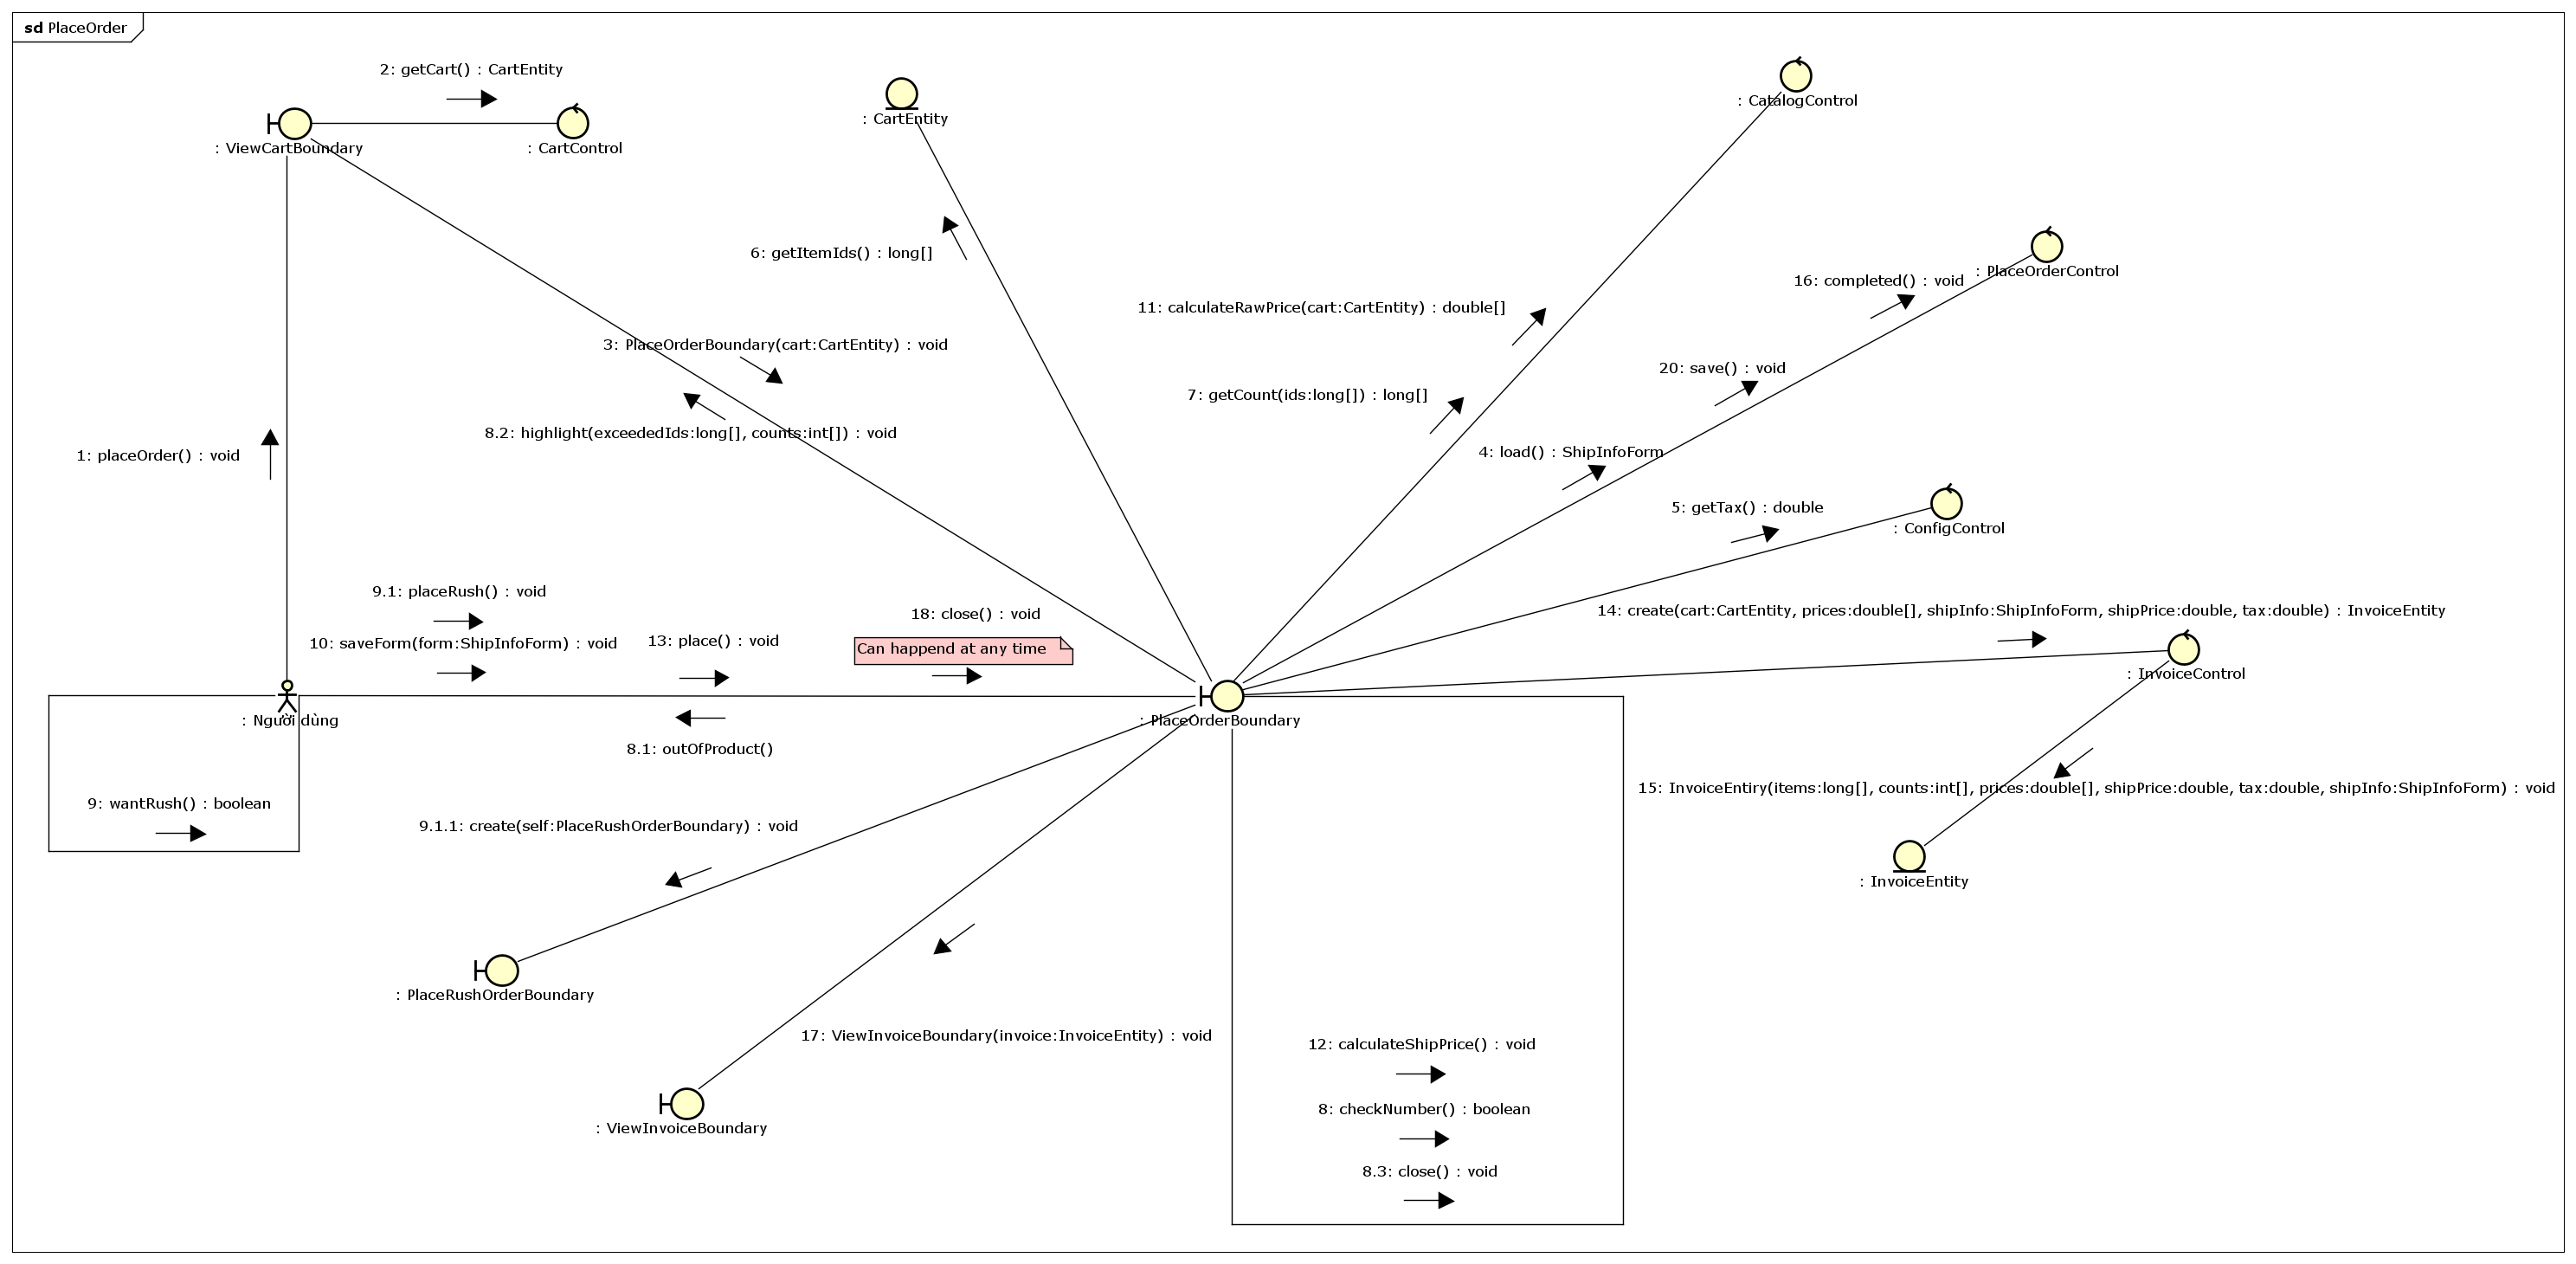 sd PlaceOrder
2: getCart() : CartEntity
: ViewCartBoundary
: CartControl
: CartEntity
: CatalogControl
6: getItemIds() : long[]
: PlaceOrderControl
16: completed() : void
11: calculateRawPrice(cart:CartEntity) : double[]
3: PlaceOrderBoundary(cart:CartEntity) : void
20: save() : void
7: getCount(ids:long[]) : long[]
8.2: highlight(exceededIds:long[], counts:int[]) : void
1: placeOrder() : void
4: load() : ShipInfoForm
5: getTax() : double
: ConfigControl
9.1: placeRush() : void
18: close() : void
14: create(cart:CartEntity, prices:double[], shipInfo:ShipInfoForm, shipPrice:double, tax:double) : InvoiceEntity
10: saveForm(form:ShipInfoForm) : void
13: place() : void
Can happend at any time
: InvoiceControl
: Người dùng
: PlaceOrderBoundary
8.1: outOfProduct()
15: InvoiceEntiry(items:long[], counts:int[], prices:double[], shipPrice:double, tax:double, shipInfo:ShipInfoForm) : void
9: wantRush() : boolean
9.1.1: create(self:PlaceRushOrderBoundary) : void
: InvoiceEntity
: PlaceRushOrderBoundary
17: ViewInvoiceBoundary(invoice:InvoiceEntity) : void
12: calculateShipPrice() : void
8: checkNumber() : boolean
: ViewInvoiceBoundary
8.3: close() : void